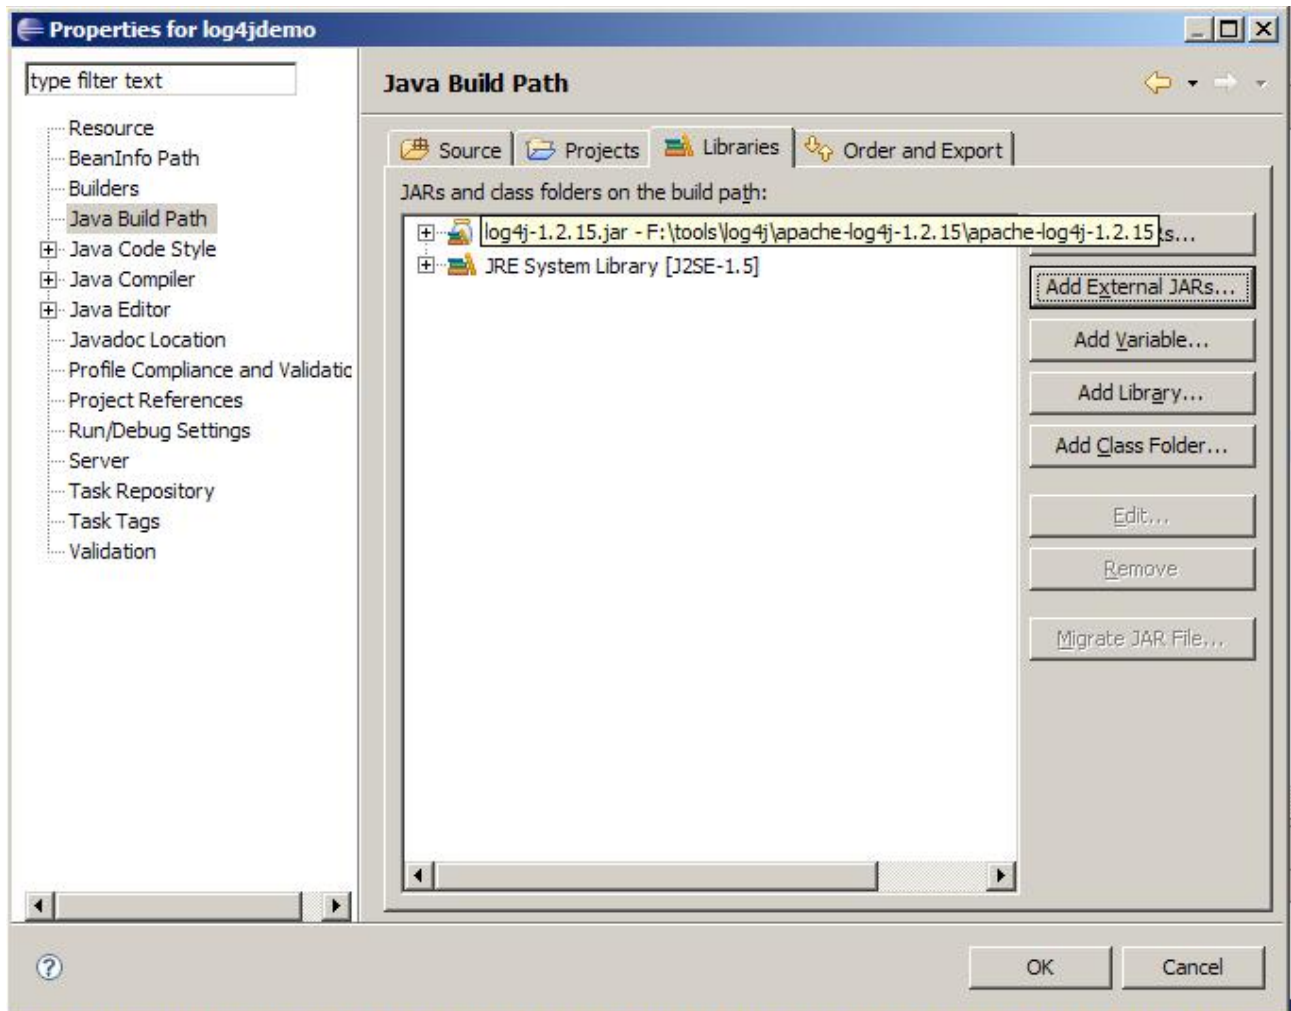 Properties for log4jdemo
type filter text
Resource
BeanInfo Path
Builders
Java Build Path
Java Code Style
Java Compiler
Java Editor
Javadoc Location
Profile Compliance and Validatic
Project References
Run/Debug Settings
Server
Task Repository
Task Tags
Validation
Java Build Path
Source
Projects
Libraries
Order and Export
JARs and class folders on the build path:
log4j-1.2.15.jar - F:\tools\log4j\apache-log4j-1.2.15\apache-log4j-1.2.15
JRE System Library [J2SE-1.5]
Rs...
Add External JARs...
Add Variable...
Add Library...
Add Class Folder...
Edit...
Remove
Migrate JAR File...
OK
Cancel